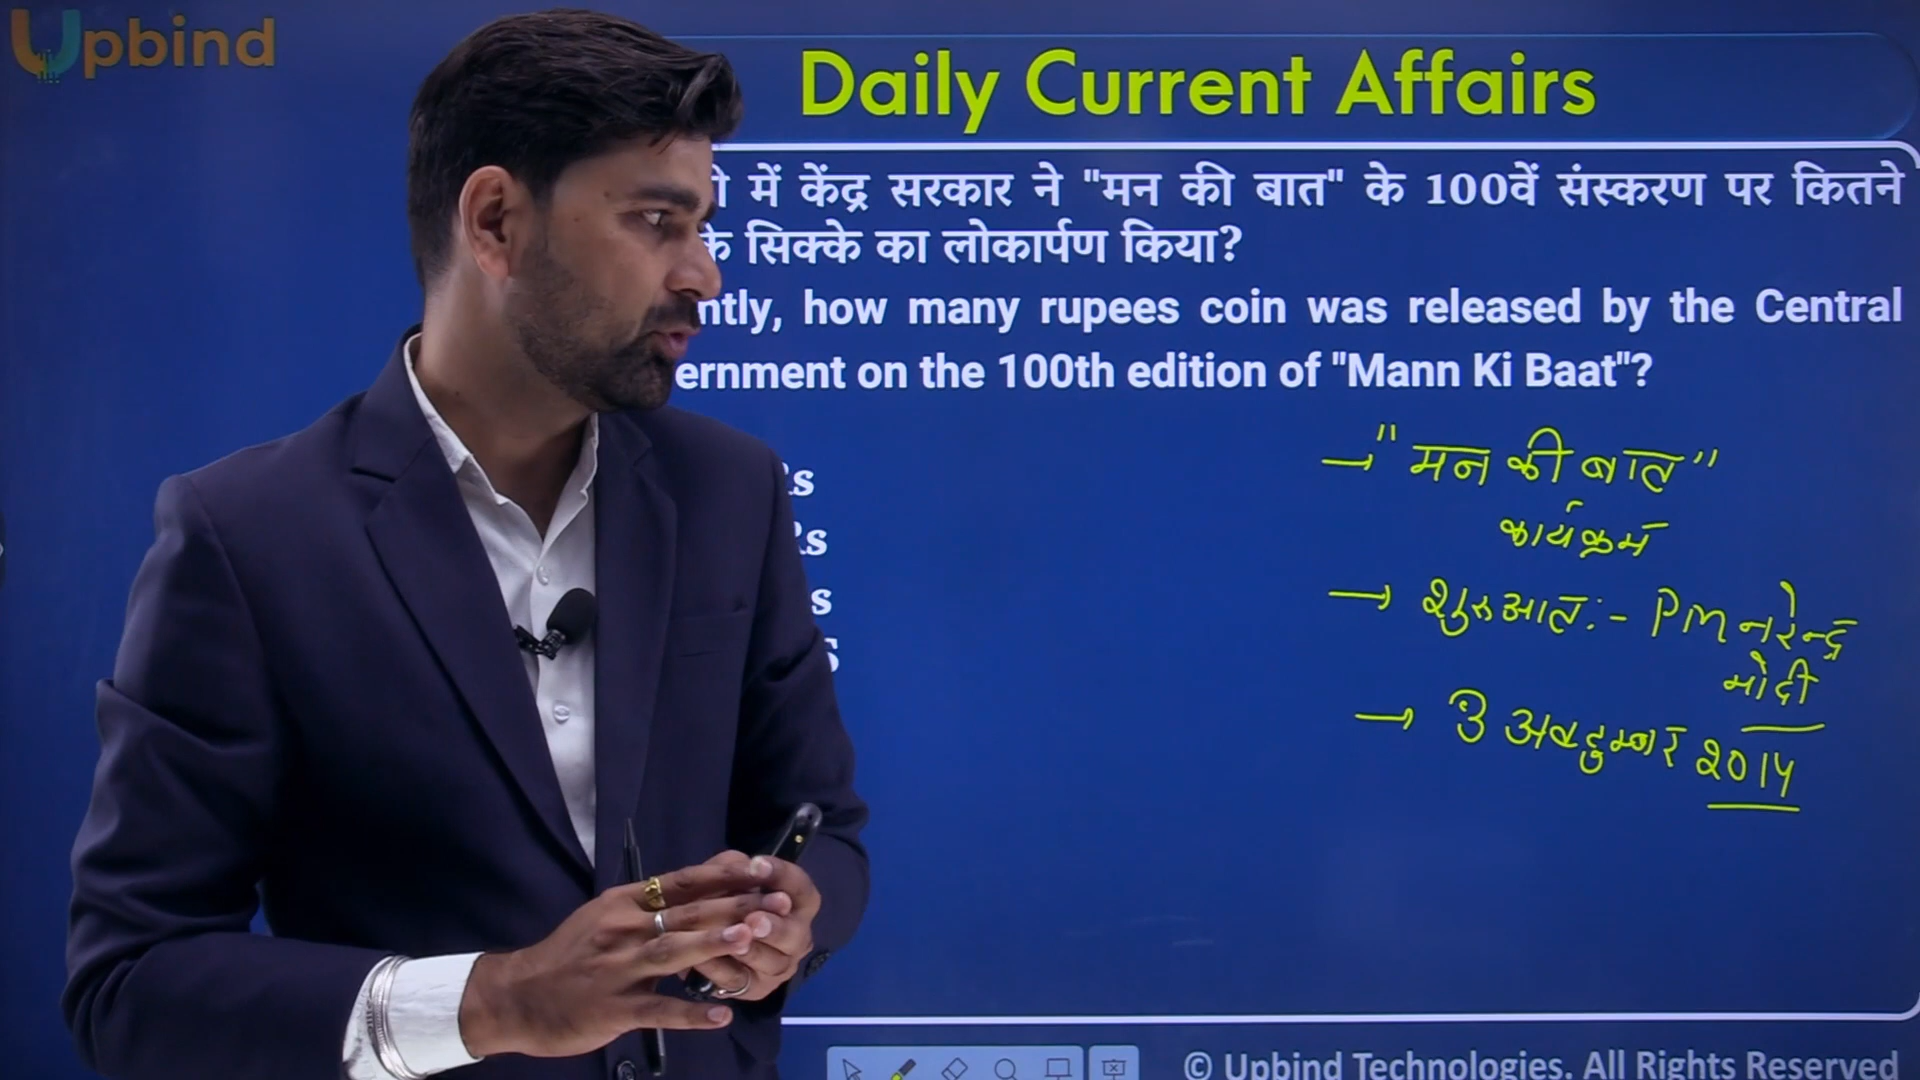 Upbind
Daily Current Affairs
में केंद्र सरकार ने "मन की बात" के 100वें संस्करण पर कितने
के सिक्के का लोकार्पण किया?
ntly, how many rupees coin was released by the Central
ernment on the 100th edition of "Mann Ki Baat"?
→ "मन की बात"
कार्यक्रम
→ शुरुआत:- PM नरेन्द्र
मोदी
→ 3 अक्टूम्बर 2014
s
Rs
s
s
© Upbind Technologies. All Rights Reserved